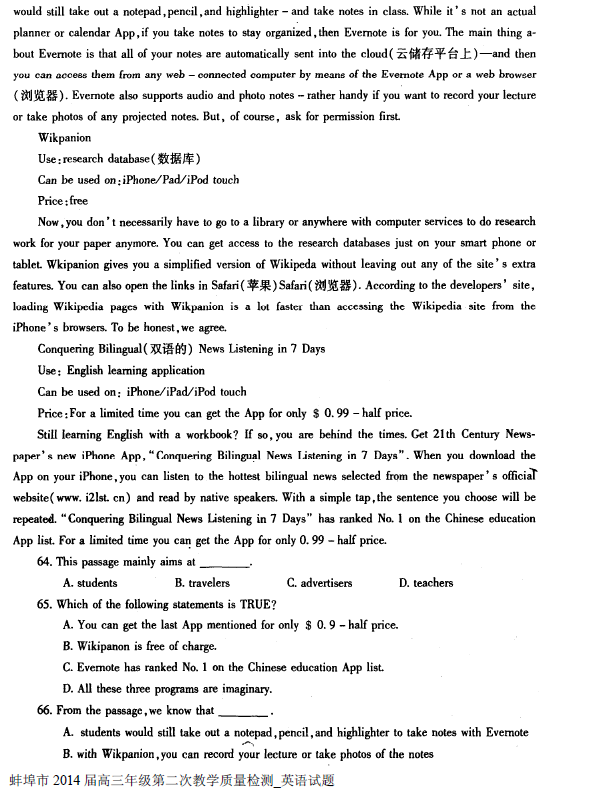 would still take out a notepad,pencil,and highlighter – and take notes in class. While it's not an actual
planner or calendar App,if you take notes to stay organized,then Evernote is for you. The main thing a-
bout Evernote is that all of your notes are automatically sent into the cloud(云储存平台上)—and then
you can access them from any web – connected computer by means of the Evernote App or a web browser
(浏览器). Evernote also supports audio and photo notes – rather handy if you want to record your lecture
or take photos of any projected notes. But, of course, ask for permission first.
Wikpanion
Use:research database(数据库)
Can be used on:iPhone/Pad/iPod touch
Price:free
Now,you don't necessarily have to go to a library or anywhere with computer services to do research
work for your paper anymore. You can get access to the research databases just on your smart phone or
tablet. Wkipanion gives you a simplified version of Wikipeda without leaving out any of the site's extra
features. You can also open the links in Safari(苹果)Safari(浏览器). According to the developers' site,
loading Wikipedia pages with Wikpanion is a lot faster than accessing the Wikipedia site from the
iPhone's browsers. To be honest,we agree.
Conquering Bilingual(双语的) News Listening in 7 Days
Use: English learning application
Can be used on: iPhone/iPad/iPod touch
Price:For a limited time you can get the App for only $ 0.99 – half price.
Still learning English with a workbook? If so,you are behind the times. Get 21th Century News-
paper's new iPhone App,"Conquering Bilingual News Listening in 7 Days". When you download the
App on your iPhone,you can listen to the hottest bilingual news selected from the newspaper's official
website(www. i21st. cn) and read by native speakers. With a simple tap,the sentence you choose will be
repeated. "Conquering Bilingual News Listening in 7 Days" has ranked No. 1 on the Chinese education
App list. For a limited time you can get the App for only 0. 99 – half price.
64. This passage mainly aims at ________.
A. students B. travelers C. advertisers D. teachers
65. Which of the following statements is TRUE?
A. You can get the last App mentioned for only $ 0. 9 – half price.
B. Wikipanon is free of charge.
C. Evernote has ranked No. 1 on the Chinese education App list.
D. All these three programs are imaginary.
66. From the passage,we know that ________.
A. students would still take out a notepad,pencil,and highlighter to take notes with Evernote
B. with Wikpanion,you can record your lecture or take photos of the notes
蚌埠市 2014 届高三年级第二次教学质量检测_英语试题